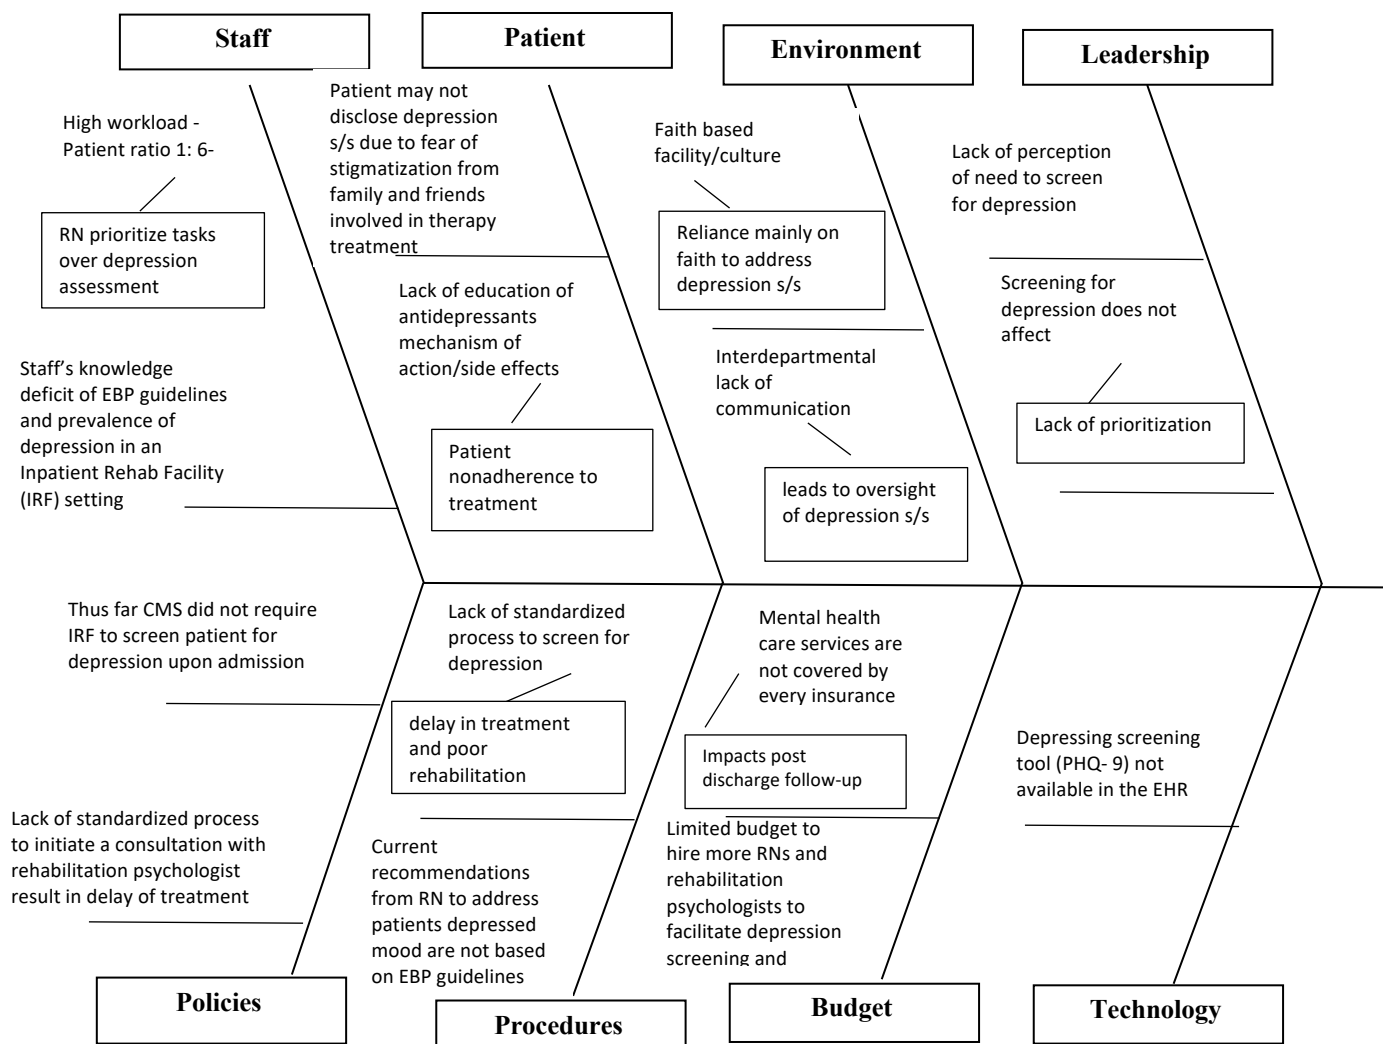 Staff
Patient
Environment
Leadership
High workload -
Patient ratio 1: 6-
RN prioritize tasks
over depression
assessment
Staff’s knowledge
deficit of EBP guidelines
and prevalence of
depression in an
Inpatient Rehab Facility
(IRF) setting
Patient may not
disclose depression
s/s due to fear of
stigmatization from
family and friends
involved in therapy
treatment
Lack of education of
antidepressants
mechanism of
action/side effects
Patient
nonadherence to
treatment
Faith based
facility/culture
Reliance mainly on
faith to address
depression s/s
Interdepartmental
lack of
communication
leads to oversight
of depression s/s
Lack of perception
of need to screen
for depression
Screening for
depression does not
affect
Lack of prioritization
Thus far CMS did not require
IRF to screen patient for
depression upon admission
Lack of standardized process
to initiate a consultation with
rehabilitation psychologist
result in delay of treatment
Lack of standardized
process to screen for
depression
delay in treatment
and poor
rehabilitation
Current
recommendations
from RN to address
patients depressed
mood are not based
on EBP guidelines
Mental health
care services are
not covered by
every insurance
Impacts post
discharge follow-up
Limited budget to
hire more RNs and
rehabilitation
psychologists to
facilitate depression
screening and
Depressing screening
tool (PHQ- 9) not
available in the EHR
Policies
Procedures
Budget
Technology